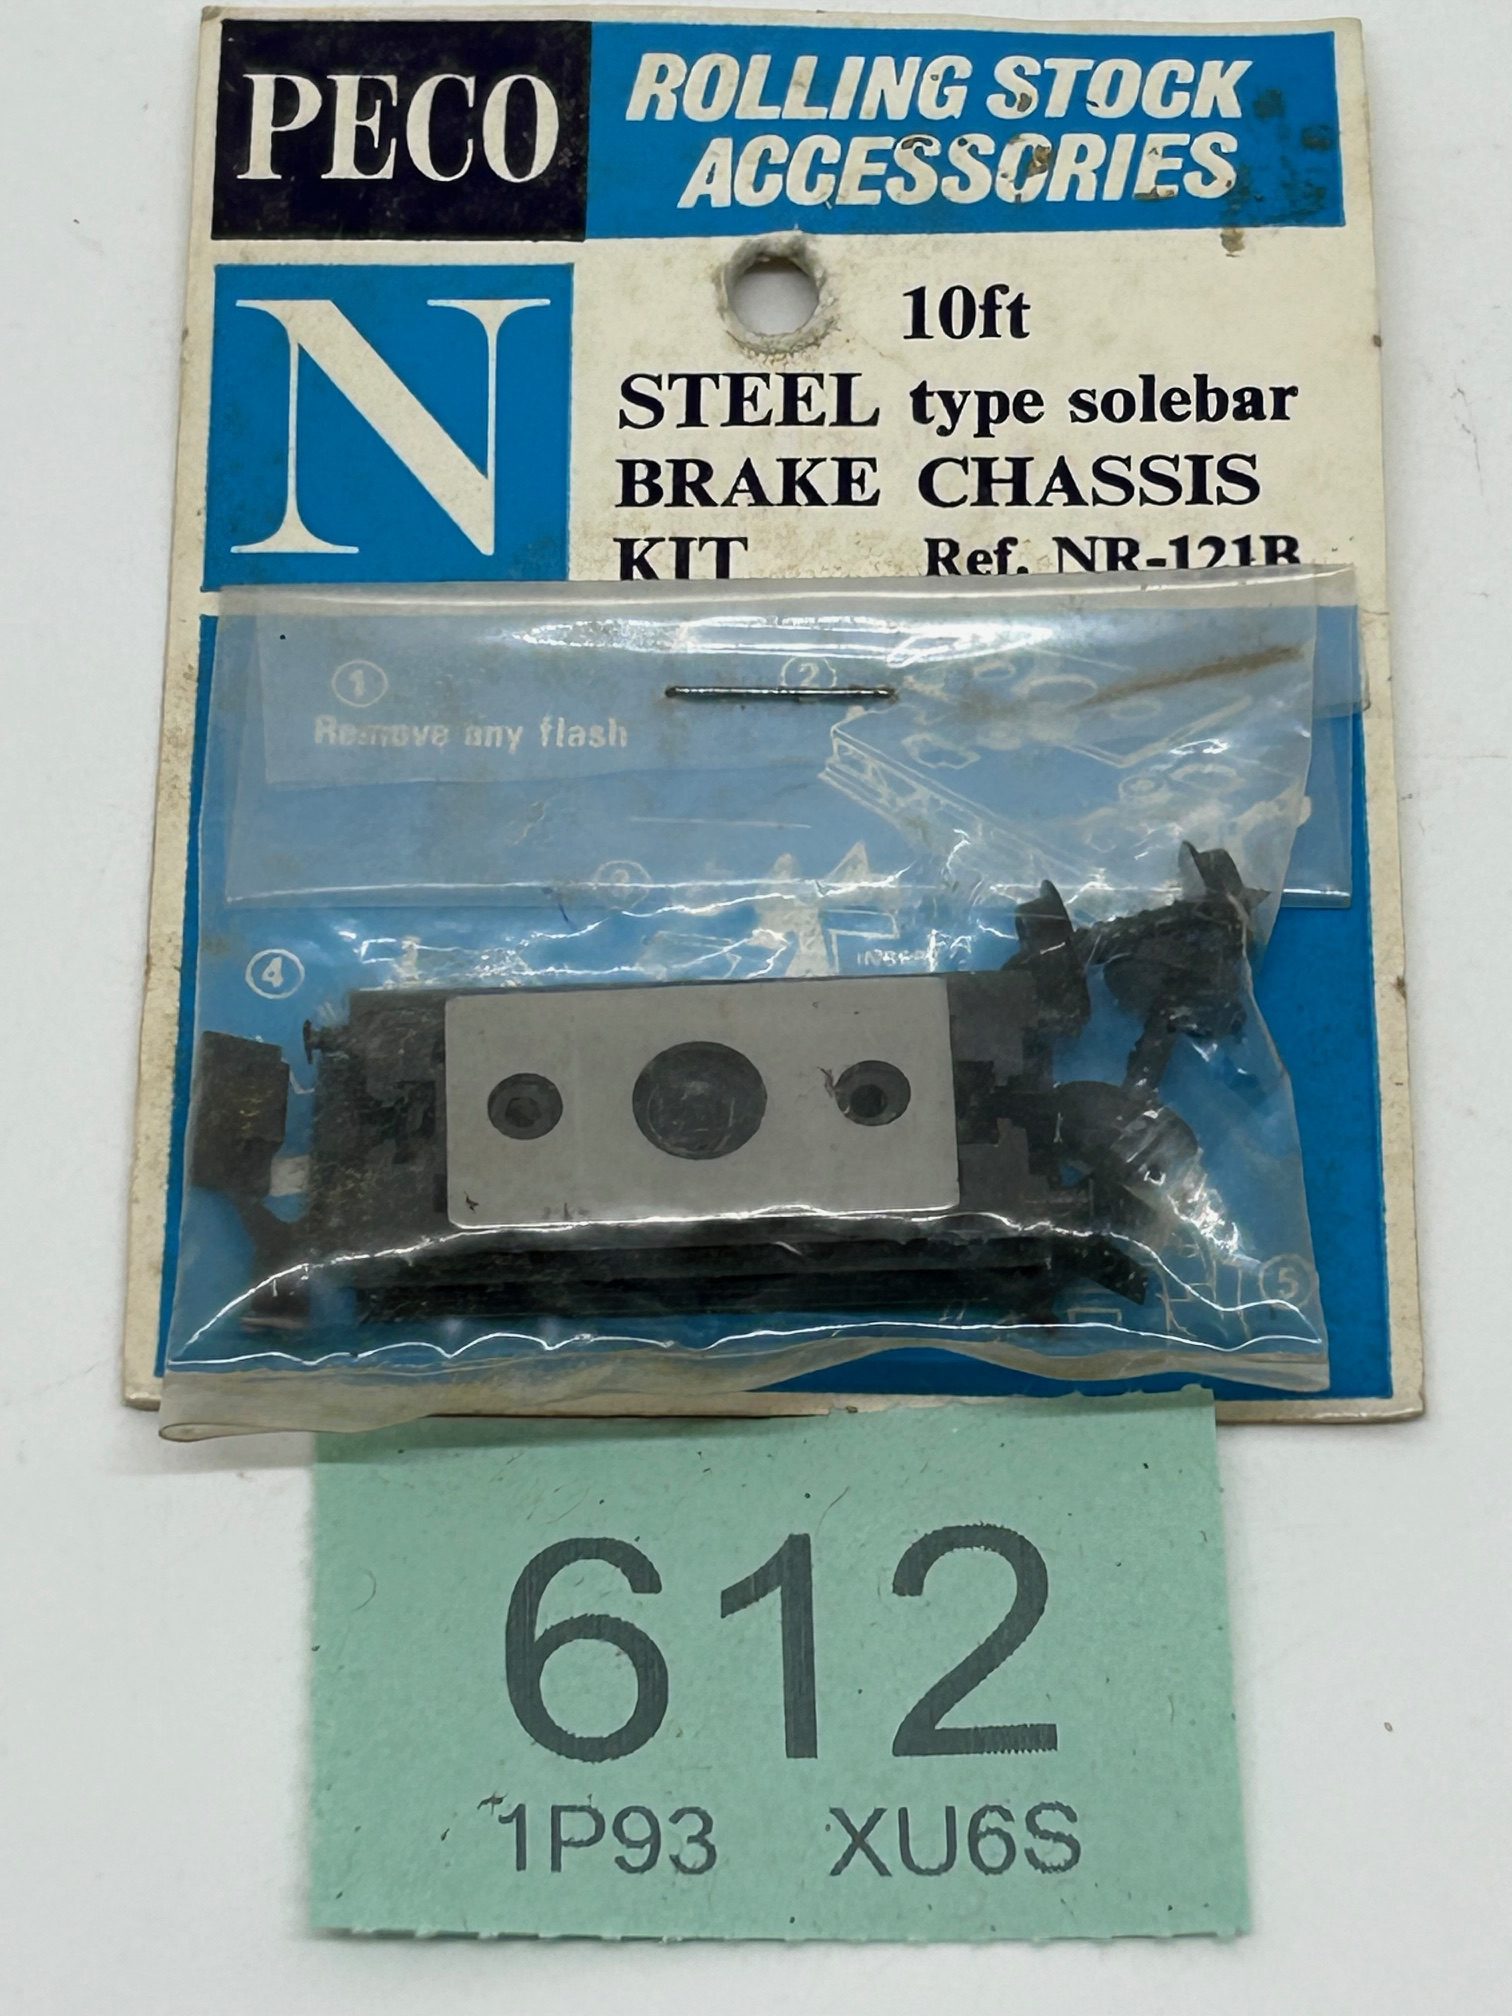 PECO
ROLLING STOCK
ACCESSORIES
N
10ft
STEEL type solebar
BRAKE CHASSIS
KIT Ref. NR-121B
1
2
Remove any flash
3
4
5
612
1P93 XU6S